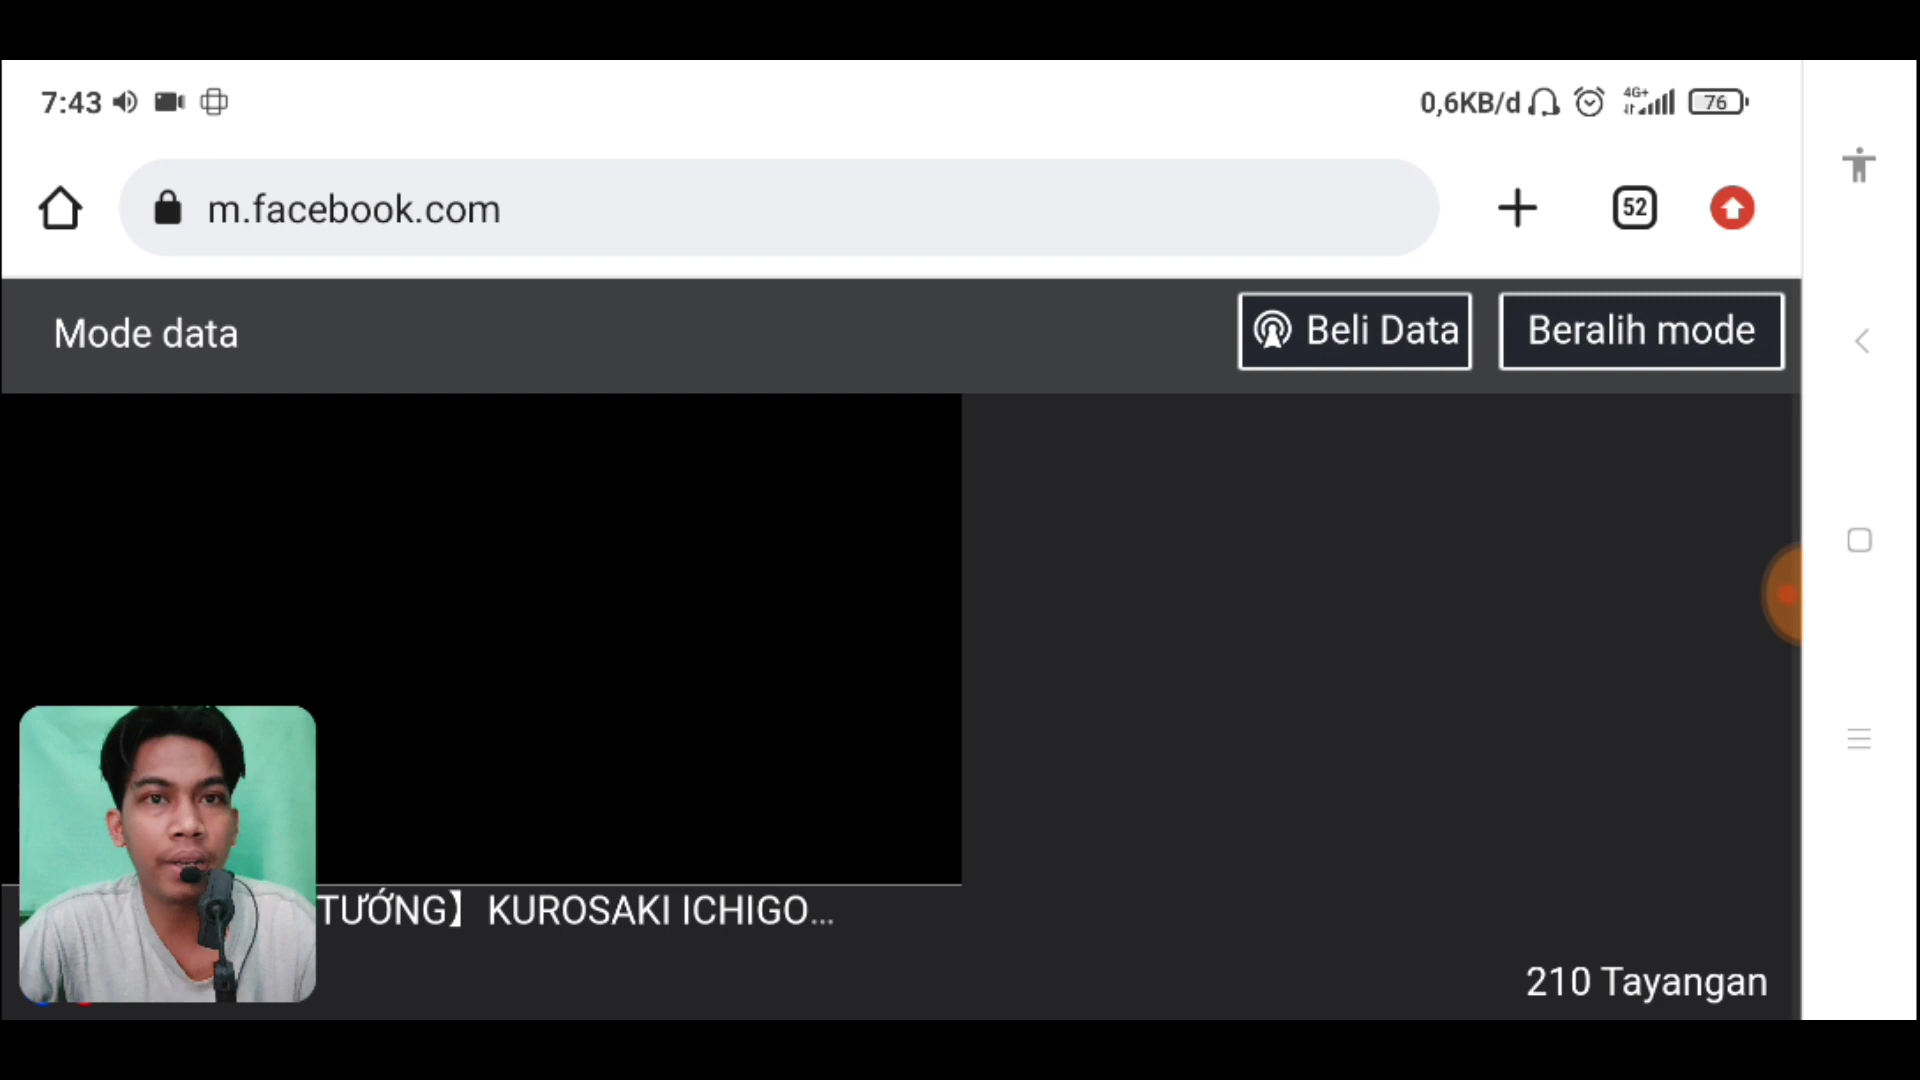 7:43
0,6KB/d 4G+ 76
m.facebook.com
52
Mode data
Beli Data
Beralih mode
TƯỚNG】 KUROSAKI ICHIGO...
210 Tayangan